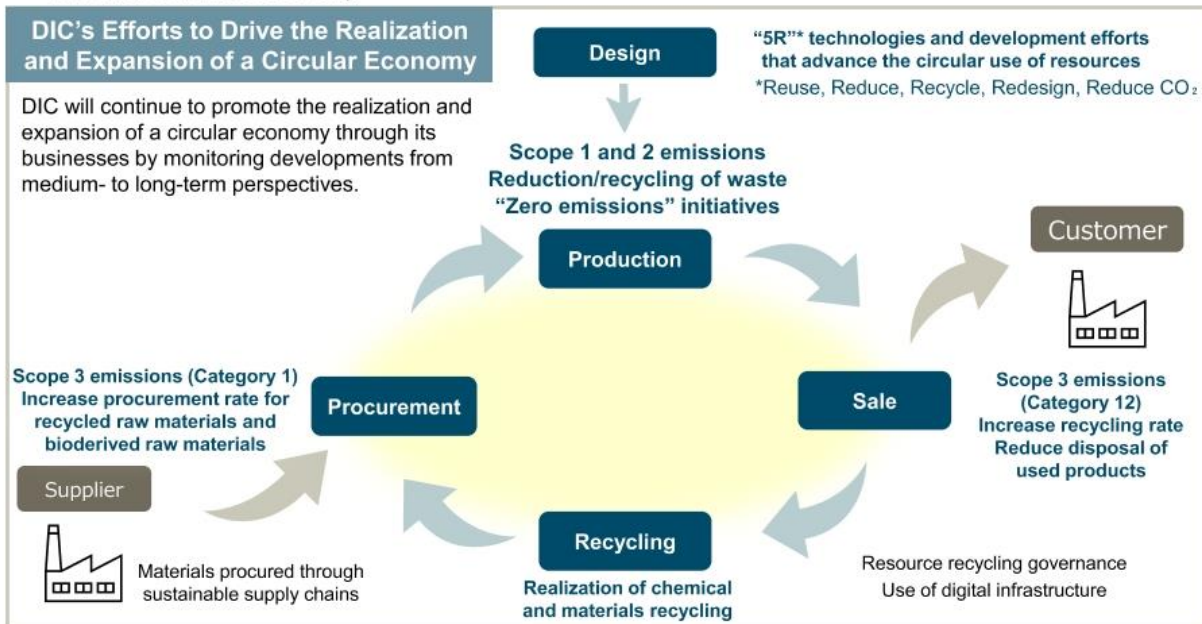 DIC's Efforts to Drive the Realization
and Expansion of a Circular Economy
DIC will continue to promote the realization and
expansion of a circular economy through its
businesses by monitoring developments from
medium- to long-term perspectives.
Design
"5R"* technologies and development efforts
that advance the circular use of resources
*Reuse, Reduce, Recycle, Redesign, Reduce CO₂
Scope 1 and 2 emissions
Reduction/recycling of waste
"Zero emissions" initiatives
Production
Customer
Scope 3 emissions (Category 1)
Increase procurement rate for
recycled raw materials and
bioderived raw materials
Procurement
Sale
Scope 3 emissions
(Category 12)
Increase recycling rate
Reduce disposal of
used products
Supplier
Materials procured through
sustainable supply chains
Recycling
Realization of chemical
and materials recycling
Resource recycling governance
Use of digital infrastructure